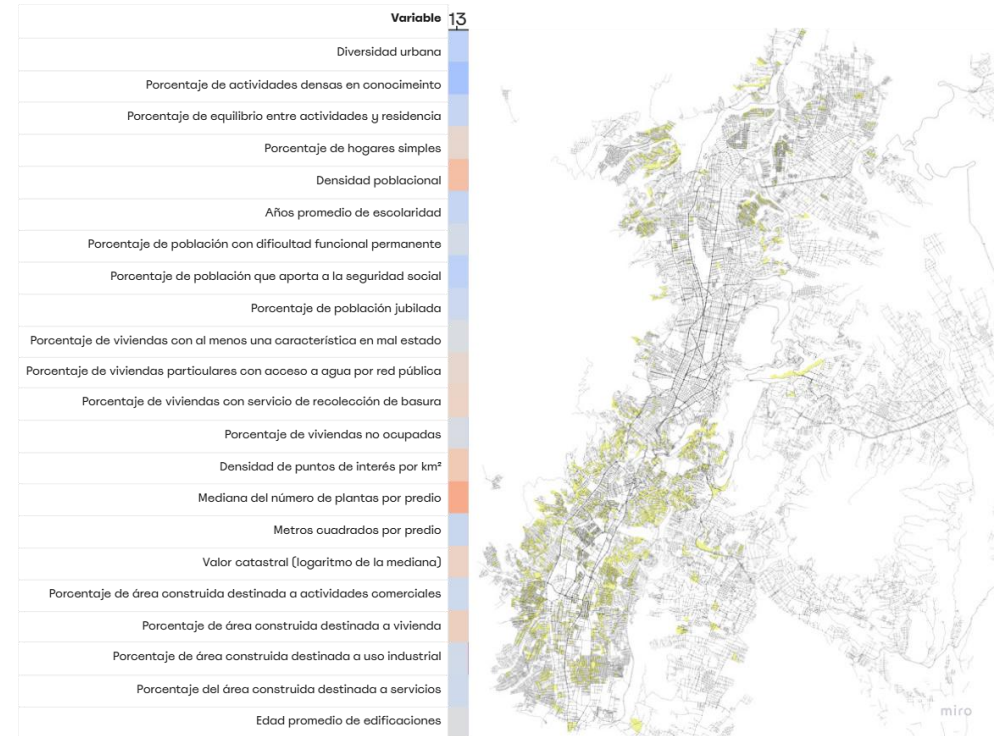 Variable 13
Diversidad urbana
Porcentaje de actividades densas en conocimeinto
Porcentaje de equilibrio entre actividades y residencia
Porcentaje de hogares simples
Densidad poblacional
Años promedio de escolaridad
Porcentaje de población con dificultad funcional permanente
Porcentaje de población que aporta a la seguridad social
Porcentaje de población jubilada
Porcentaje de viviendas con al menos una característica en mal estado
Porcentaje de viviendas particulares con acceso a agua por red pública
Porcentaje de viviendas con servicio de recolección de basura
Porcentaje de viviendas no ocupadas
Densidad de puntos de interés por km²
Mediana del número de plantas por predio
Metros cuadrados por predio
Valor catastral (logaritmo de la mediana)
Porcentaje de área construida destinada a actividades comerciales
Porcentaje de área construida destinada a vivienda
Porcentaje de área construida destinada a uso industrial
Porcentaje del área construida destinada a servicios
Edad promedio de edificaciones
miro